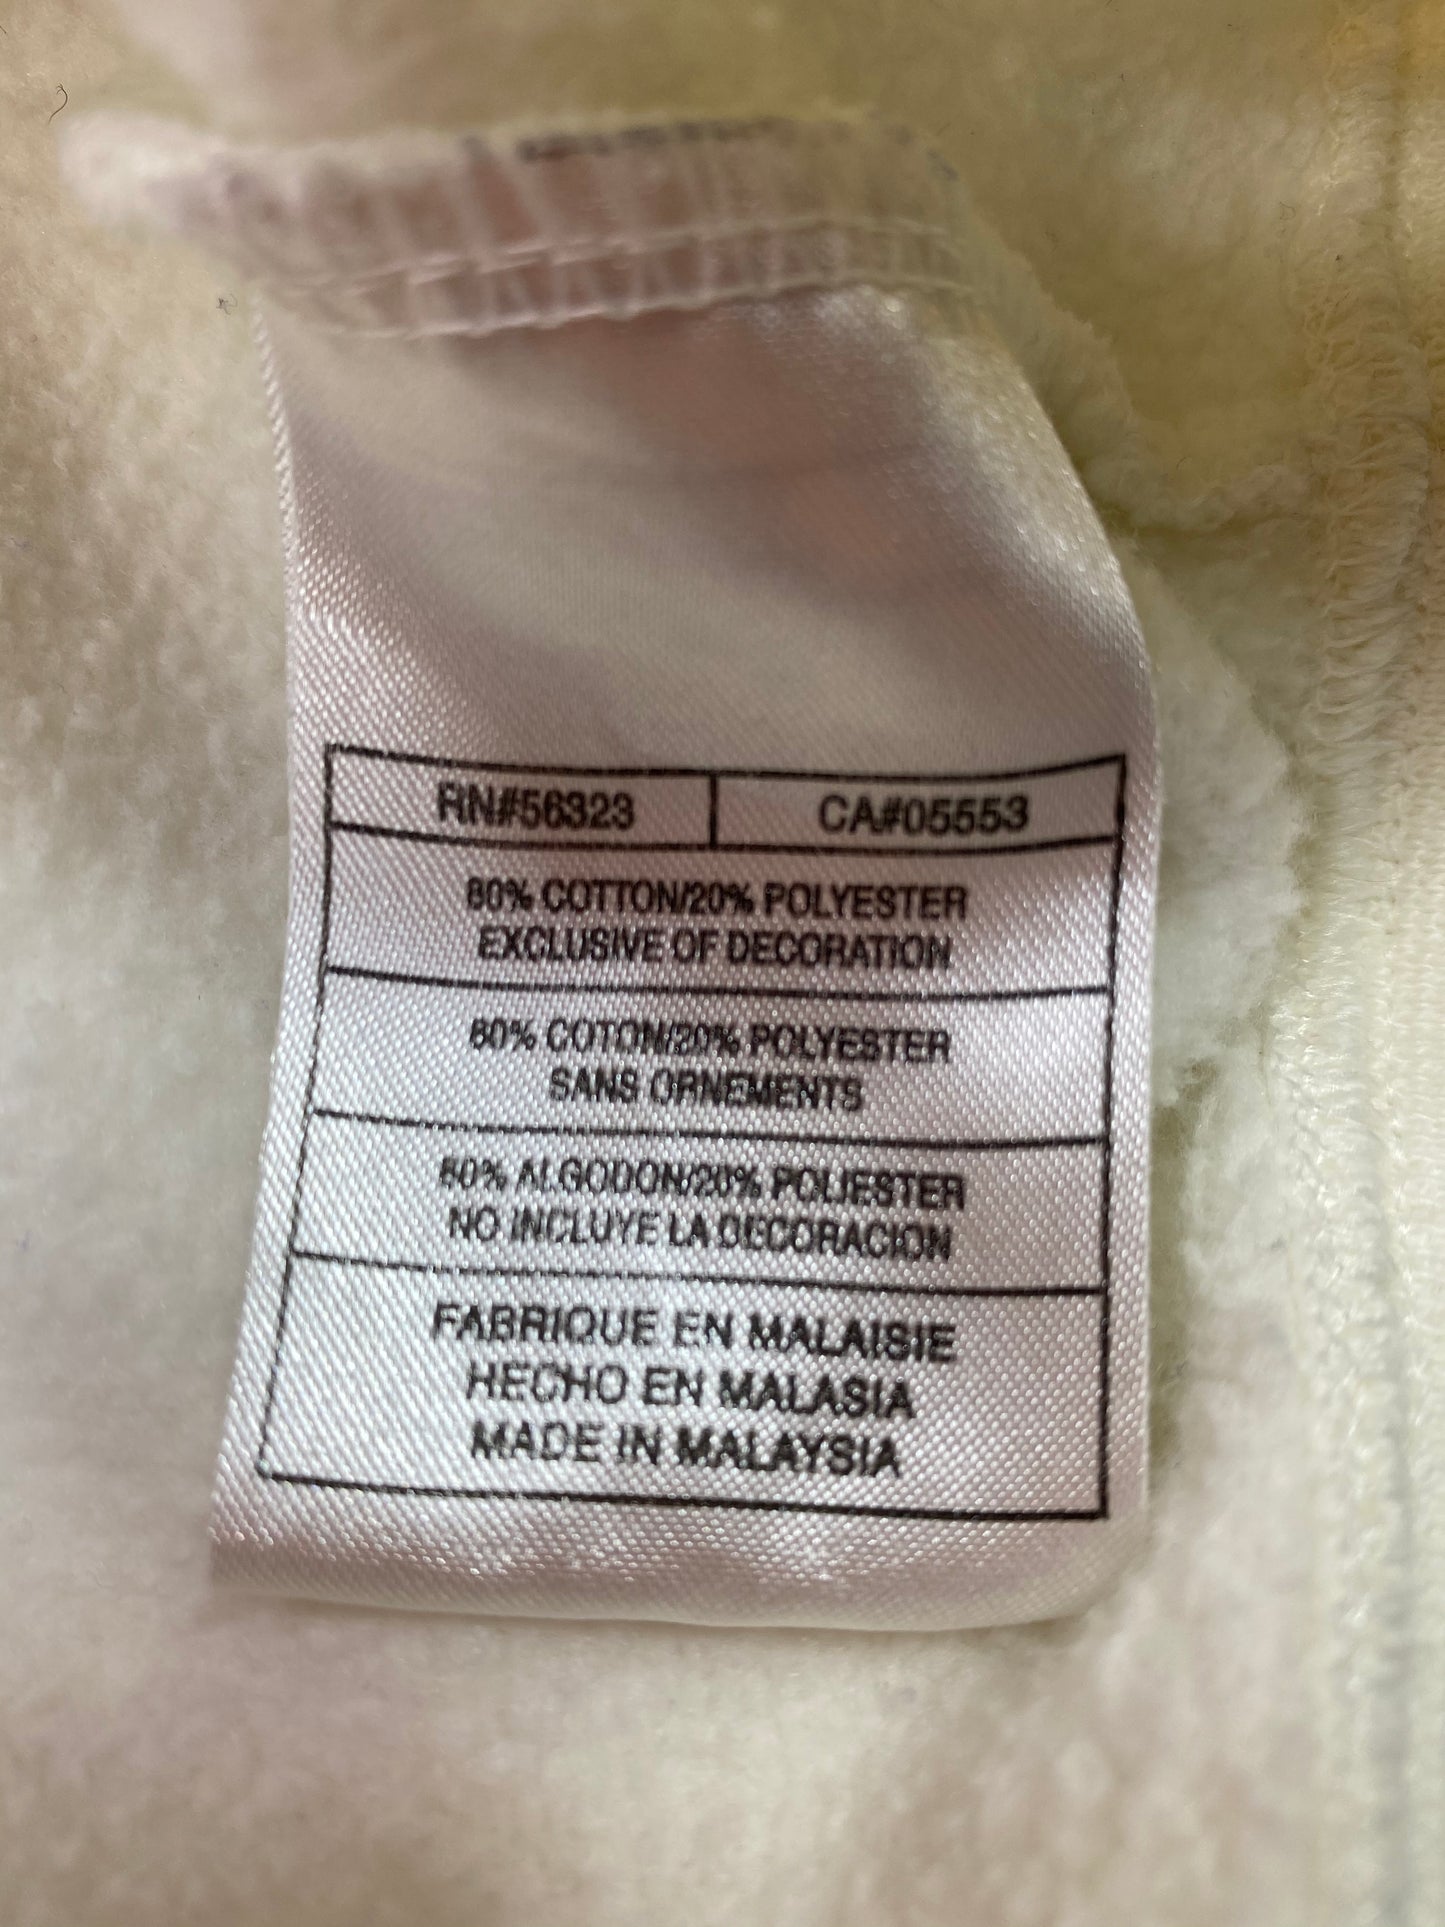 RN#56323 CA#05553
80% COTTON/20% POLYESTER
EXCLUSIVE OF DECORATION
80% COTON/20% POLYESTER
SANS ORNEMENTS
80% ALGODON/20% POLIESTER
NO INCLUYE LA DECORACION
FABRIQUE EN MALAISIE
HECHO EN MALASIA
MADE IN MALAYSIA